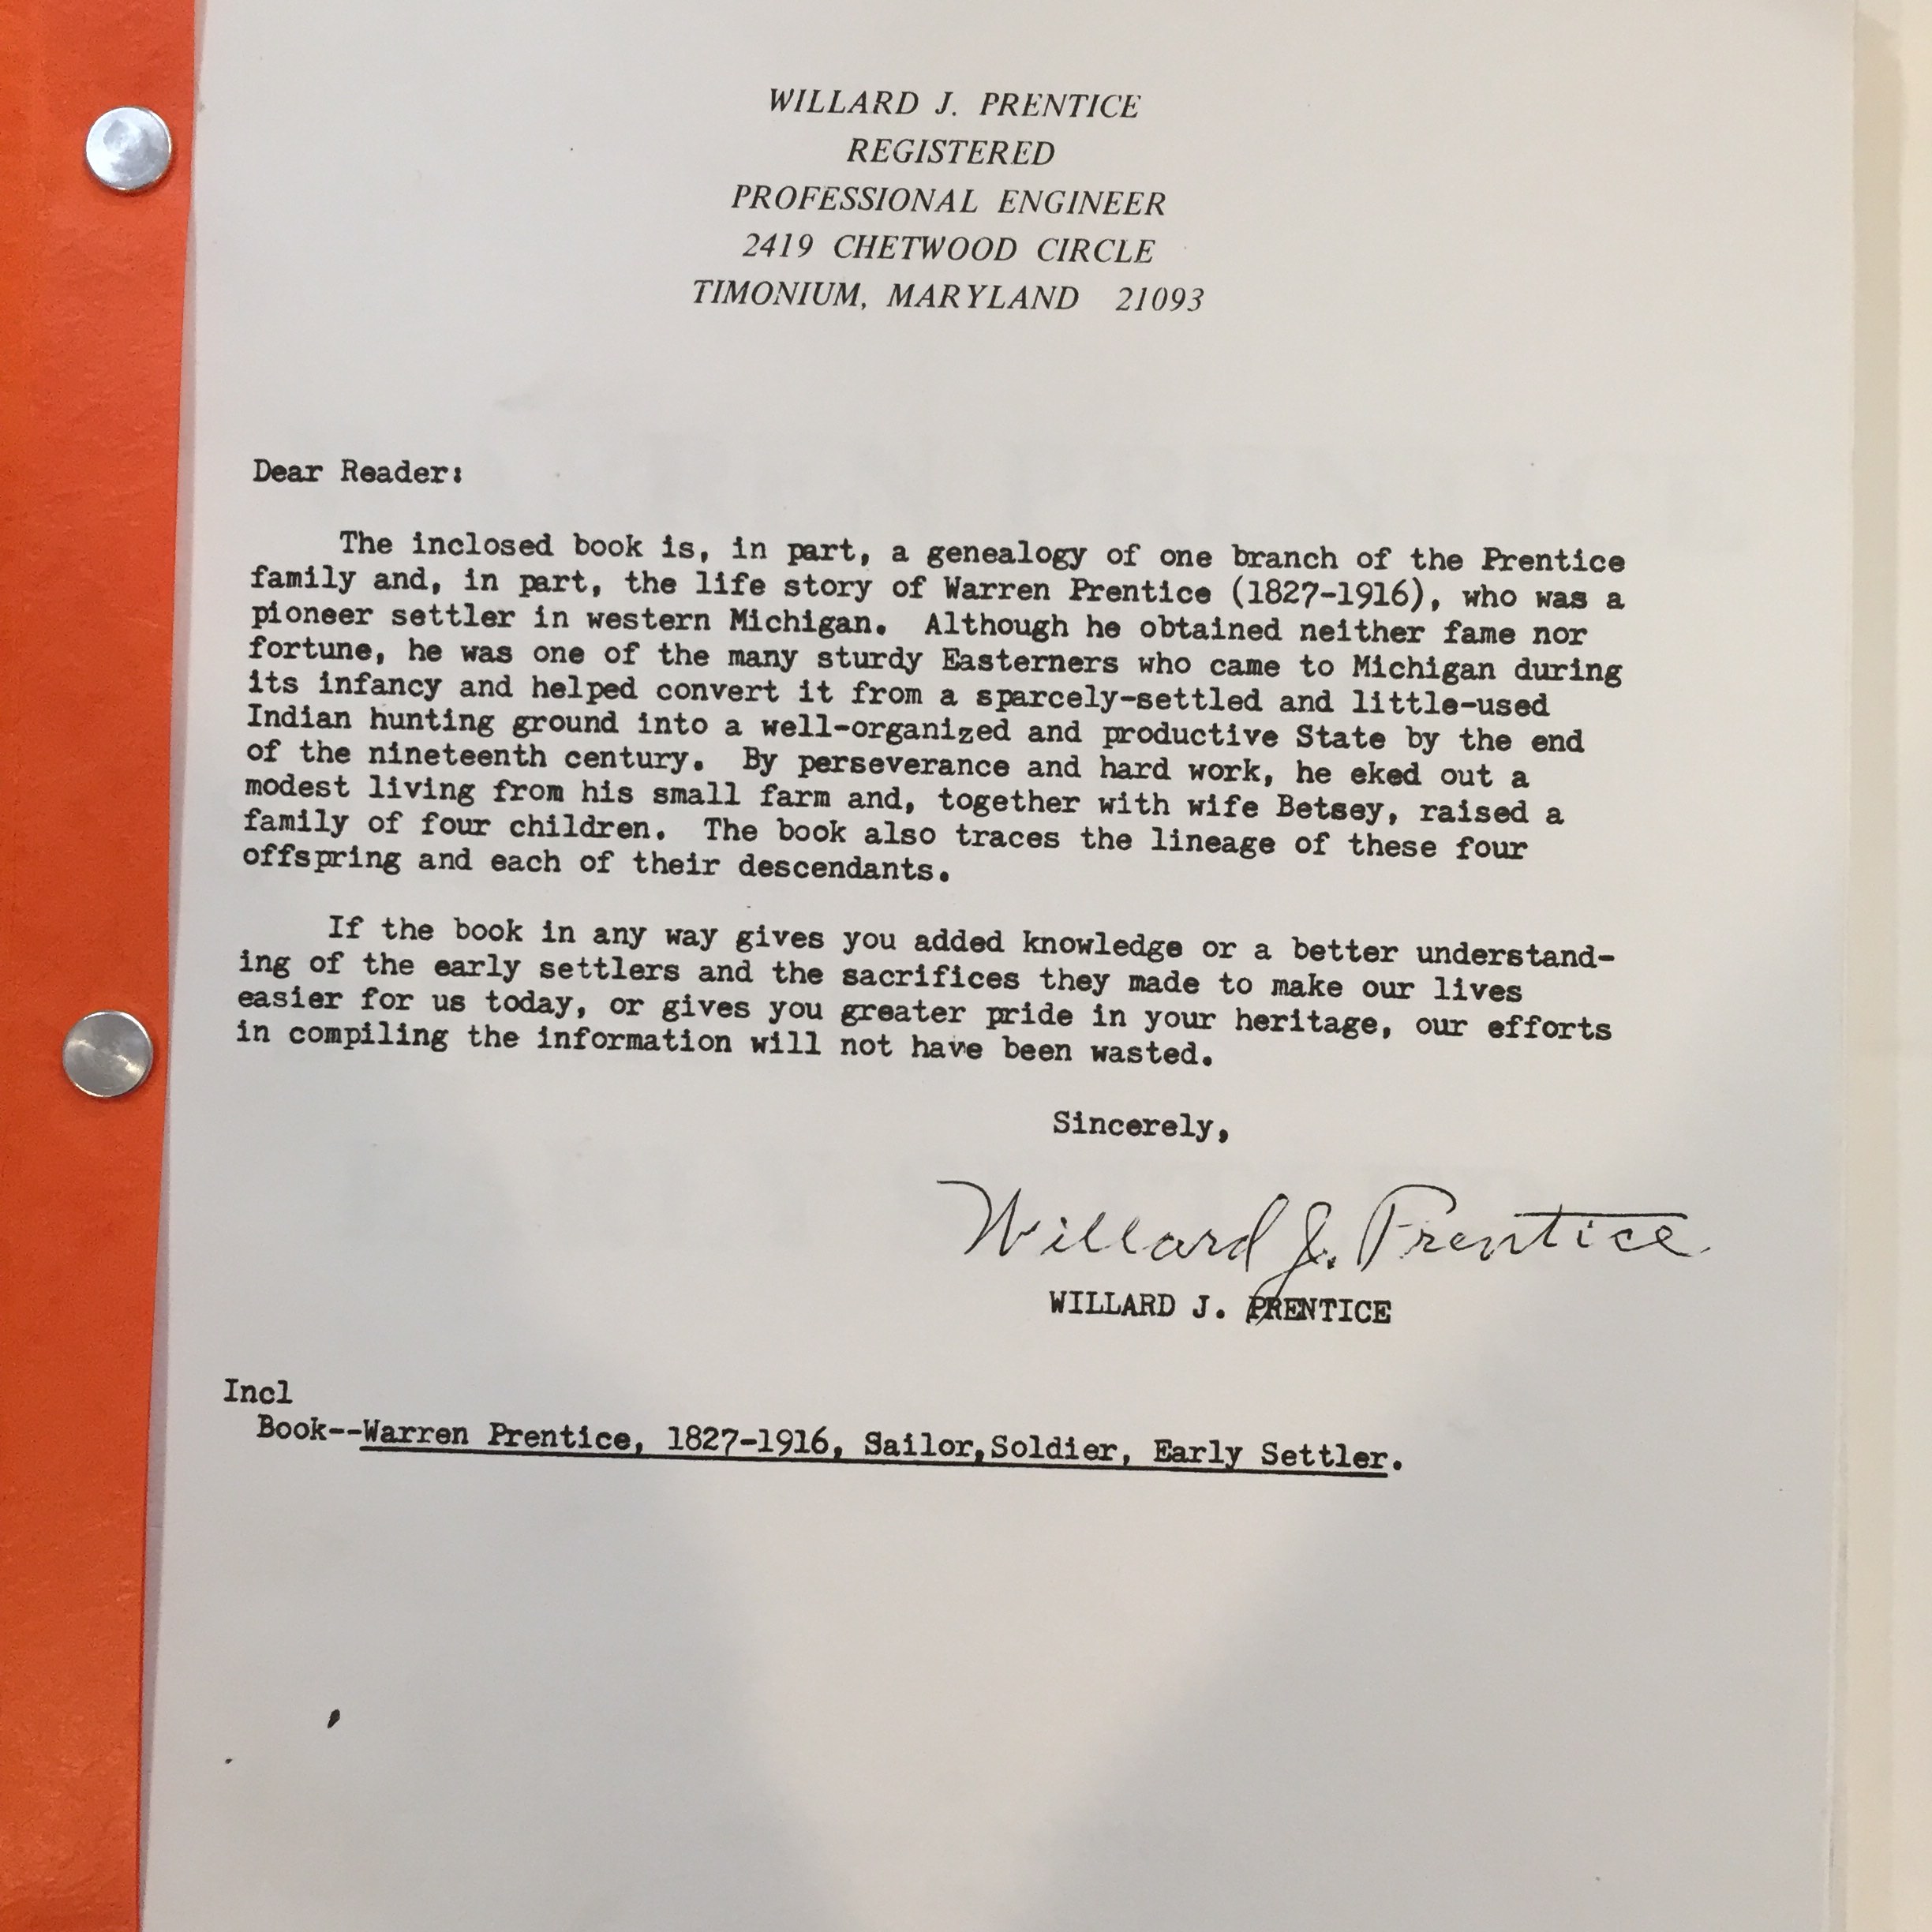 WILLARD J. PRENTICE
REGISTERED
PROFESSIONAL ENGINEER
2419 CHETWOOD CIRCLE
TIMONIUM, MARYLAND 21093
Dear Reader:
The inclosed book is, in part, a genealogy of one branch of the Prentice
family and, in part, the life story of Warren Prentice (1827-1916), who was a
pioneer settler in western Michigan. Although he obtained neither fame nor
fortune, he was one of the many sturdy Easterners who came to Michigan during
its infancy and helped convert it from a sparcely-settled and little-used
Indian hunting ground into a well-organized and productive State by the end
of the nineteenth century. By perseverance and hard work, he eked out a
modest living from his small farm and, together with wife Betsey, raised a
family of four children. The book also traces the lineage of these four
offspring and each of their descendants.
If the book in any way gives you added knowledge or a better understand-
ing of the early settlers and the sacrifices they made to make our lives
easier for us today, or gives you greater pride in your heritage, our efforts
in compiling the information will not have been wasted.
Sincerely,
Willard J. Prentice
WILLARD J. PRENTICE
Incl
Book--Warren Prentice, 1827-1916, Sailor,Soldier, Early Settler.